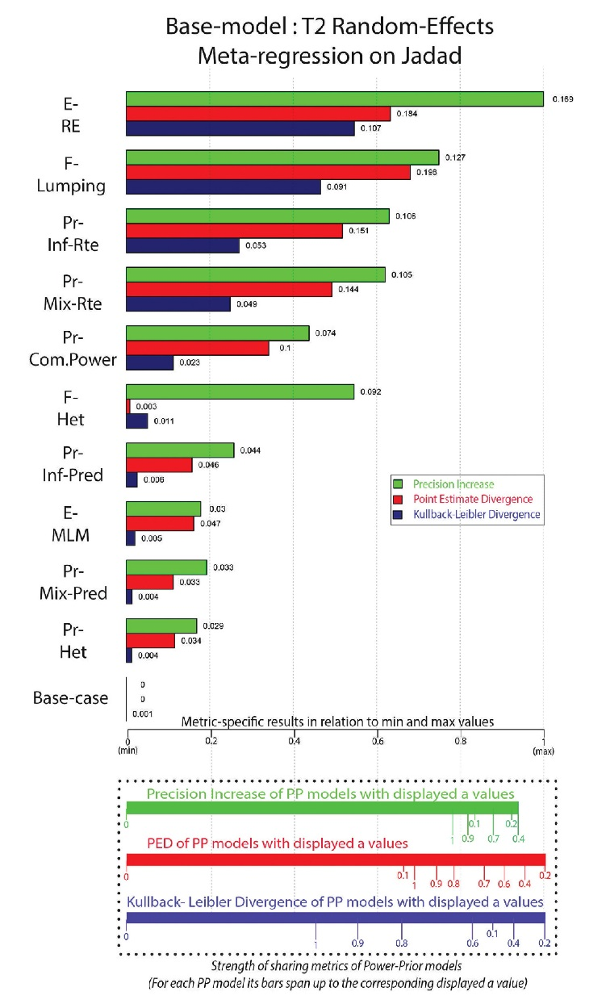 Base-model : T2 Random-Effects
Meta-regression on Jadad
E-
RE
0.169
0.184
0.107
F-
Lumping
0.127
0.198
0.091
Pr-
Inf-Rte
0.106
0.151
0.053
Pr-
Mix-Rte
0.105
0.144
0.049
Pr-
Com.Power
0.074
0.1
0.023
F-
Het
0.092
0.003
0.011
Pr-
Inf-Pred
0.044
0.046
0.006
Precision Increase
Point Estimate Divergence
Kullback-Leibler Divergence
E-
MLM
0.03
0.047
0.005
Pr-
Mix-Pred
0.033
0.033
0.004
Pr-
Het
0.029
0.034
0.004
Base-case
0
0
0.001
Metric-specific results in relation to min and max values
0 0.2 0.4 0.6 0.8 1
(min) (max)
Precision Increase of PP models with displayed a values
0 0.1 0.2
1 0.9 0.7 0.4
PED of PP models with displayed a values
0 0.1 0.2
1 0.9 0.8 0.7 0.6 0.4
Kullback- Leibler Divergence of PP models with displayed a values
0 0.1
1 0.9 0.8 0.6 0.4 0.2
Strength of sharing metrics of Power-Prior models
(For each PP model its bars span up to the corresponding displayed a value)